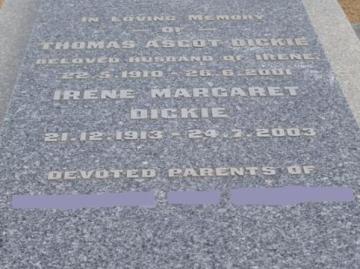 IN LOVING MEMORY
— OF —
THOMAS ASCOT DICKIE
BELOVED HUSBAND OF IRENE.
22.5.1910 - 26.6.2001
IRENE MARGARET
DICKIE
21.12.1913 - 24.7.2003
DEVOTED PARENTS OF